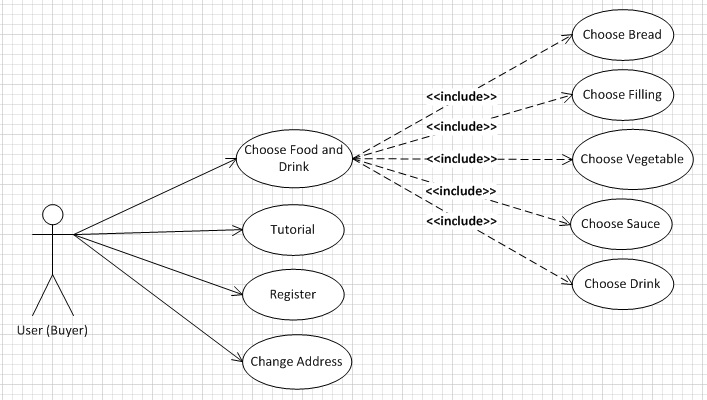 Choose Bread
<<include>>
Choose Filling
<<include>>
Choose Food and
Drink
<<include>>
Choose Vegetable
<<include>>
Tutorial
<<include>>
Choose Sauce
Register
Choose Drink
User (Buyer)
Change Address